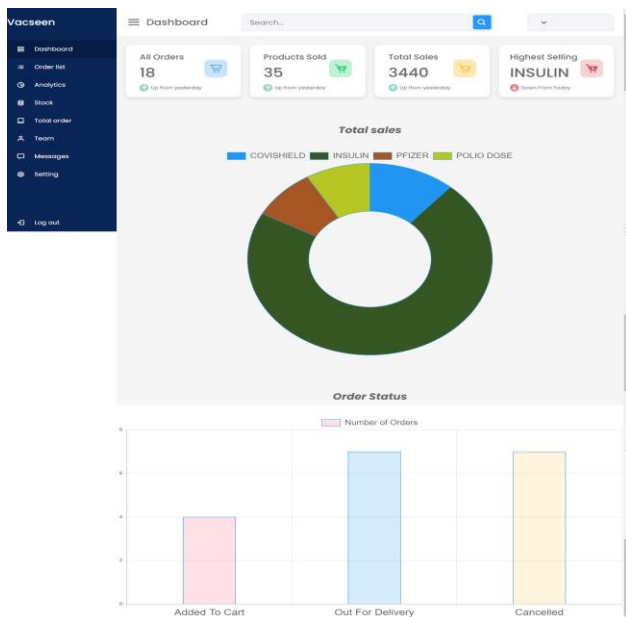 Vacseen
Dashboard
Order list
Analytics
Stock
Total order
Team
Messages
Setting
Log out
Dashboard
Search...
All Orders
18
Up from yesterday
Products Sold
35
Up from yesterday
Total Sales
3440
Up from yesterday
Highest Selling
INSULIN
Down From Today
Total sales
COVISHIELD INSULIN PFIZER POLIO DOSE
Order Status
Number of Orders
8
6
4
2
0
Added To Cart Out For Delivery Cancelled